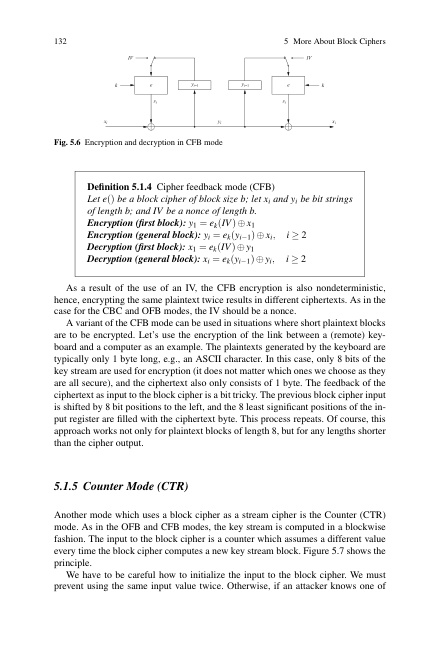 132
5 More About Block Ciphers
IV
IV
k
e
y_{i−1}
y_{i−1}
e
k
s_i
s_i
x_i
y_i
x_i
Fig. 5.6 Encryption and decryption in CFB mode
Definition 5.1.4 Cipher feedback mode (CFB)
Let e() be a block cipher of block size b; let x_i and y_i be bit strings
of length b; and IV be a nonce of length b.
Encryption (first block): y_1 = e_k(IV) ⊕ x_1
Encryption (general block): y_i = e_k(y_{i−1}) ⊕ x_i, i ≥ 2
Decryption (first block): x_1 = e_k(IV) ⊕ y_1
Decryption (general block): x_i = e_k(y_{i−1}) ⊕ y_i, i ≥ 2
As a result of the use of an IV, the CFB encryption is also nondeterministic,
hence, encrypting the same plaintext twice results in different ciphertexts. As in the
case for the CBC and OFB modes, the IV should be a nonce.
A variant of the CFB mode can be used in situations where short plaintext blocks
are to be encrypted. Let's use the encryption of the link between a (remote) key-
board and a computer as an example. The plaintexts generated by the keyboard are
typically only 1 byte long, e.g., an ASCII character. In this case, only 8 bits of the
key stream are used for encryption (it does not matter which ones we choose as they
are all secure), and the ciphertext also only consists of 1 byte. The feedback of the
ciphertext as input to the block cipher is a bit tricky. The previous block cipher input
is shifted by 8 bit positions to the left, and the 8 least significant positions of the in-
put register are filled with the ciphertext byte. This process repeats. Of course, this
approach works not only for plaintext blocks of length 8, but for any lengths shorter
than the cipher output.
5.1.5 Counter Mode (CTR)
Another mode which uses a block cipher as a stream cipher is the Counter (CTR)
mode. As in the OFB and CFB modes, the key stream is computed in a blockwise
fashion. The input to the block cipher is a counter which assumes a different value
every time the block cipher computes a new key stream block. Figure 5.7 shows the
principle.
We have to be careful how to initialize the input to the block cipher. We must
prevent using the same input value twice. Otherwise, if an attacker knows one of